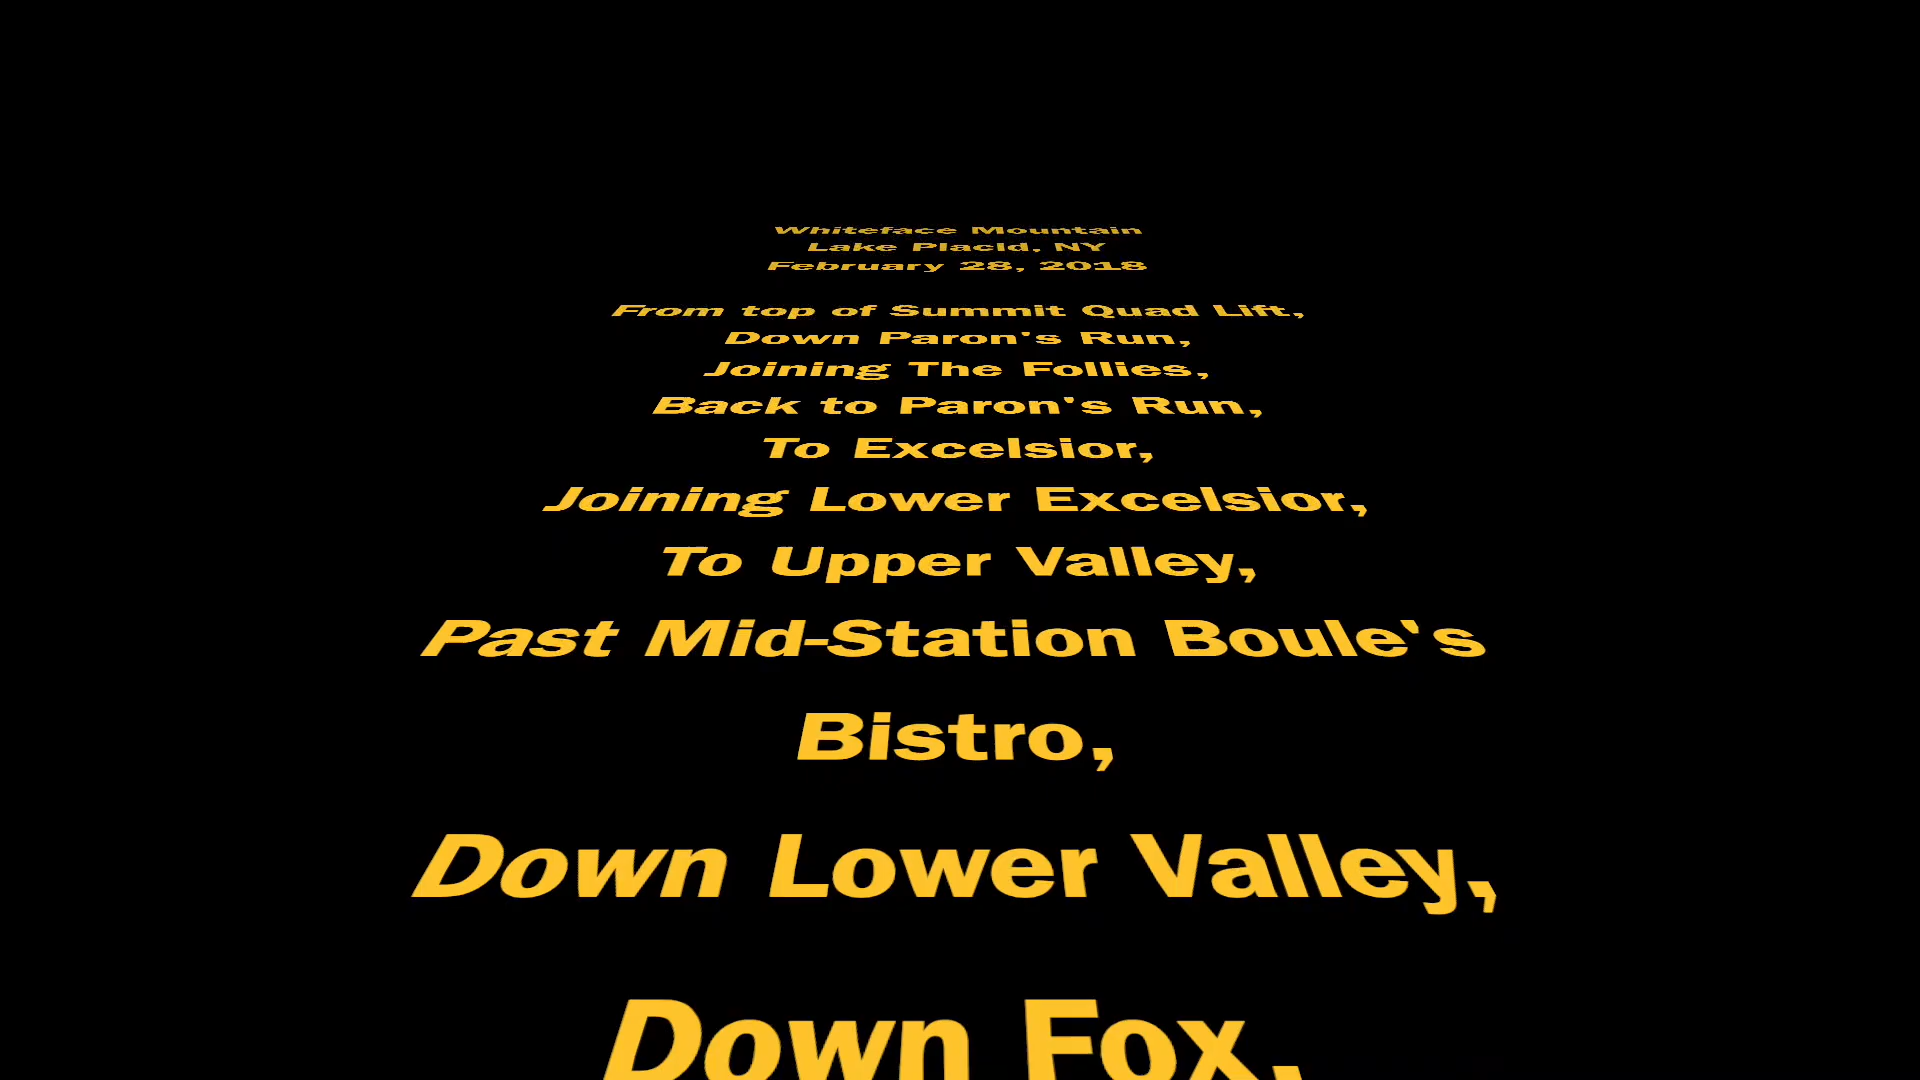 Whiteface Mountain
Lake Placid, NY
February 28, 2018
From top of Summit Quad Lift,
Down Paron's Run,
Joining The Follies,
Back to Paron's Run,
To Excelsior,
Joining Lower Excelsior,
To Upper Valley,
Past Mid-Station Boule's
Bistro,
Down Lower Valley,
Down Fox,